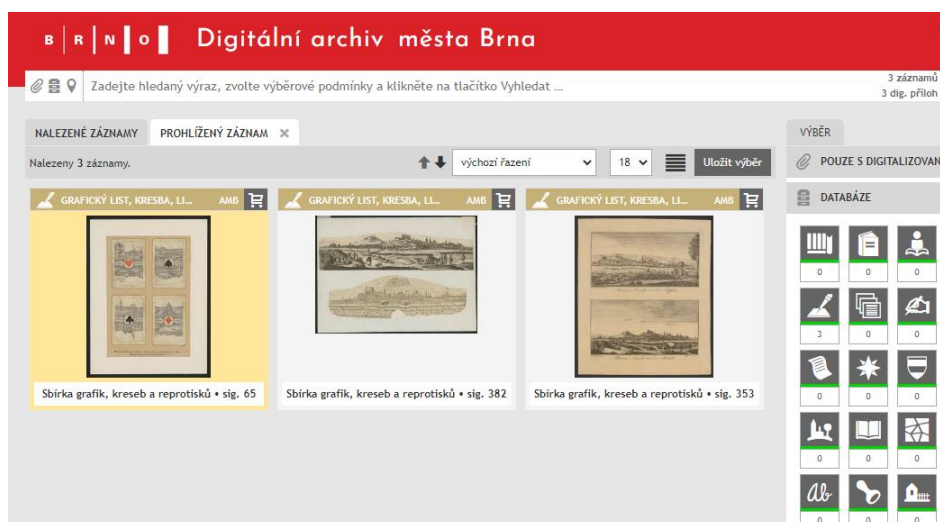 BRNO Digitální archiv města Brna
Zadejte hledaný výraz, zvolte výběrové podmínky a klikněte na tlačítko Vyhledat ...
3 záznamů
3 dig. příloh
NALEZENÉ ZÁZNAMY PROHLÍŽENÝ ZÁZNAM ×
VÝBĚR
Nalezeny 3 záznamy.
výchozí řazení 18 Uložit výběr
POUZE S DIGITALIZOVAN
DATABÁZE
GRAFICKÝ LIST, KRESBA, LI... AMB
GRAFICKÝ LIST, KRESBA, LI... AMB
GRAFICKÝ LIST, KRESBA, LI... AMB
Sbírka grafik, kreseb a reprotisků • sig. 65
Sbírka grafik, kreseb a reprotisků • sig. 382
Sbírka grafik, kreseb a reprotisků • sig. 353
0 0 0
3 0 0
0 0 0
0 0 0
Ab
0 0 0